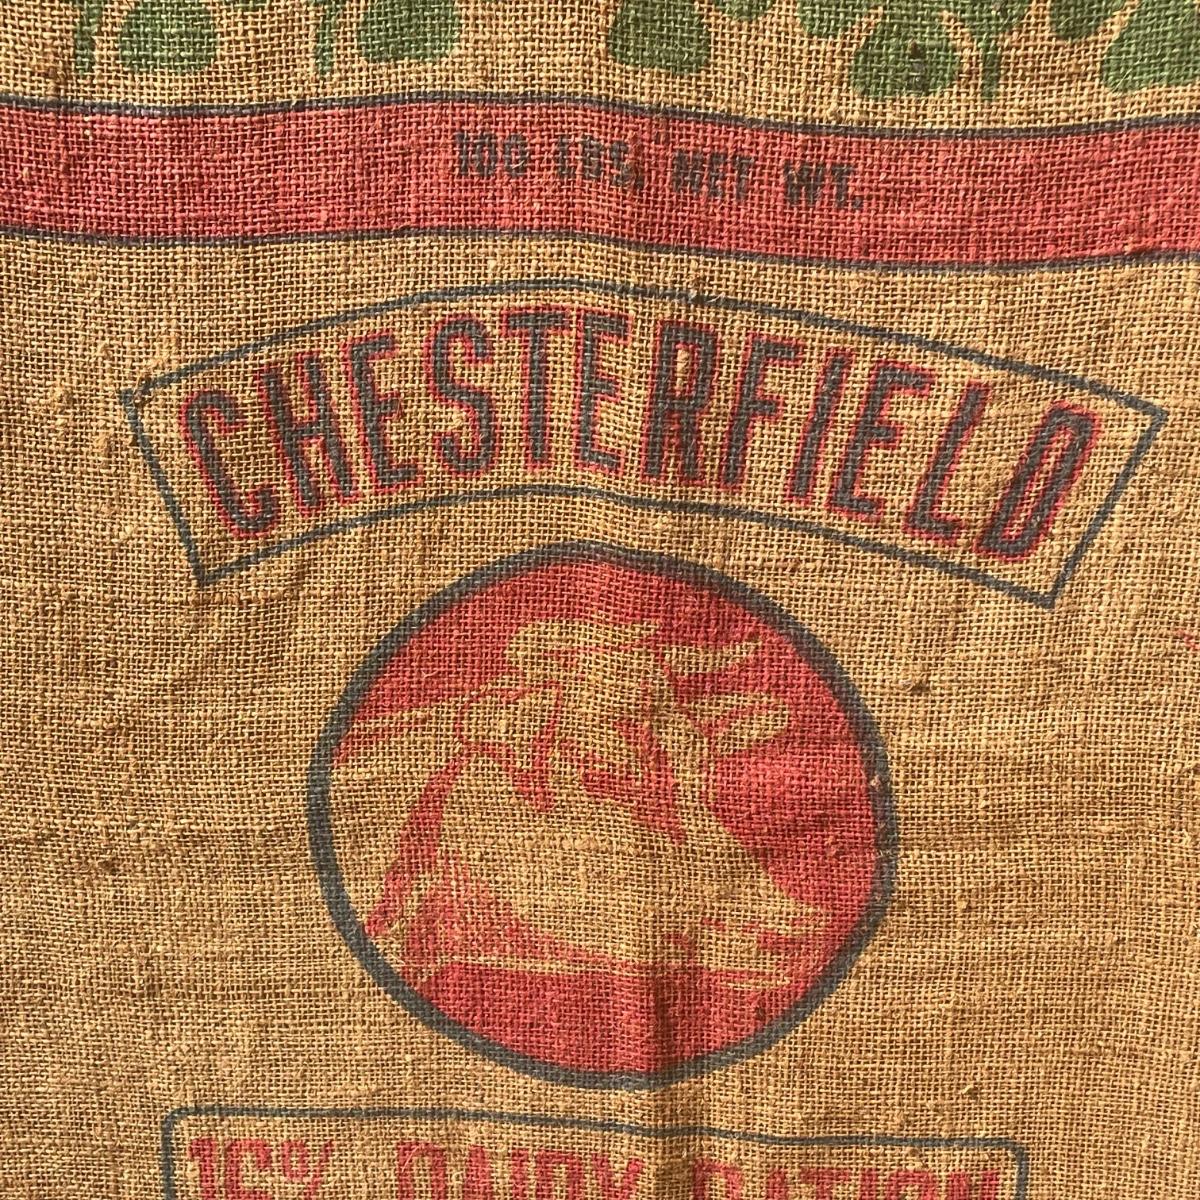 100 LBS. NET WT.
CHESTERFIELD
16% DAIRY RATION